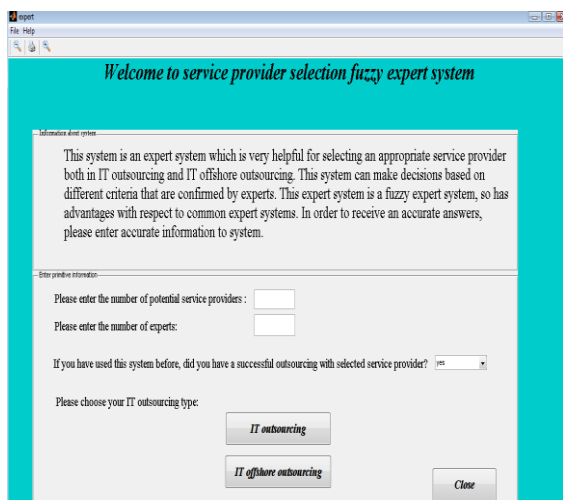 expert
File Help
Welcome to service provider selection fuzzy expert system
Information about system
This system is an expert system which is very helpful for selecting an appropriate service provider
both in IT outsourcing and IT offshore outsourcing. This system can make decisions based on
different criteria that are confirmed by experts. This expert system is a fuzzy expert system, so has
advantages with respect to common expert systems. In order to receive an accurate answers,
please enter accurate information to system.
Enter primitive information
Please enter the number of potential service providers :
Please enter the number of experts:
If you have used this system before, did you have a successful outsourcing with selected service provider? yes
Please choose your IT outsourcing type:
IT outsourcing
IT offshore outsourcing
Close